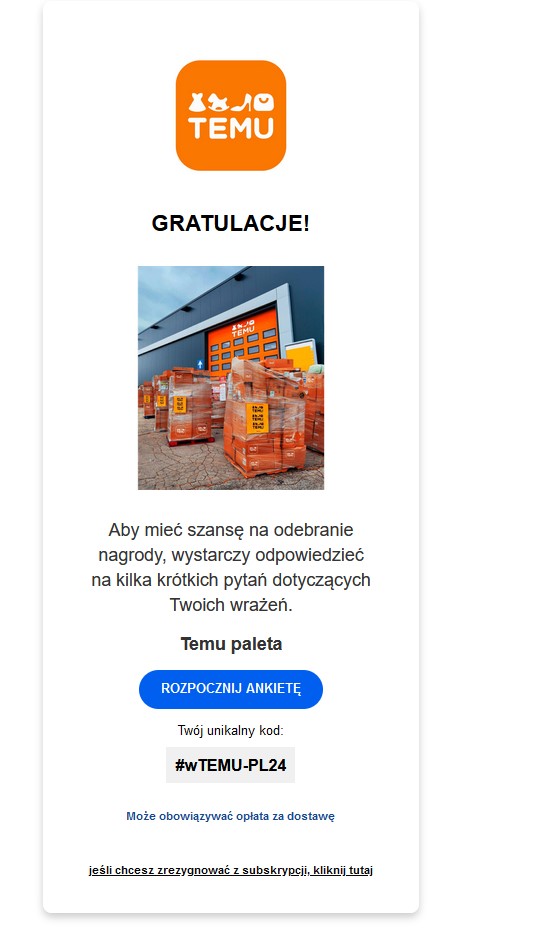 TEMU
GRATULACJE!
TEMU
Aby mieć szansę na odebranie
nagrody, wystarczy odpowiedzieć
na kilka krótkich pytań dotyczących
Twoich wrażeń.
Temu paleta
ROZPOCZNIJ ANKIETĘ
Twój unikalny kod:
#wTEMU-PL24
Może obowiązywać opłata za dostawę
jeśli chcesz zrezygnować z subskrypcji, kliknij tutaj